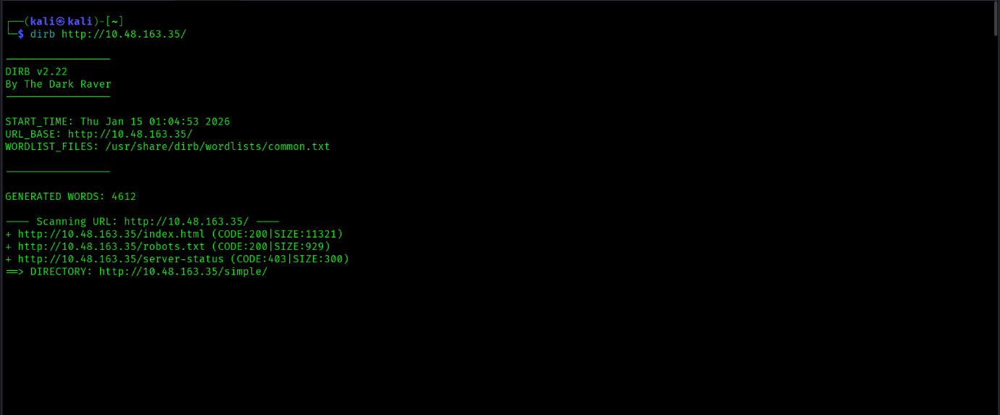 ┌──(kali㉿kali)-[~]
└─$ dirb http://10.48.163.35/
-----------------
DIRB v2.22
By The Dark Raver
-----------------
START_TIME: Thu Jan 15 01:04:53 2026
URL_BASE: http://10.48.163.35/
WORDLIST_FILES: /usr/share/dirb/wordlists/common.txt
-----------------
GENERATED WORDS: 4612
---- Scanning URL: http://10.48.163.35/ ----
+ http://10.48.163.35/index.html (CODE:200|SIZE:11321)
+ http://10.48.163.35/robots.txt (CODE:200|SIZE:929)
+ http://10.48.163.35/server-status (CODE:403|SIZE:300)
==> DIRECTORY: http://10.48.163.35/simple/